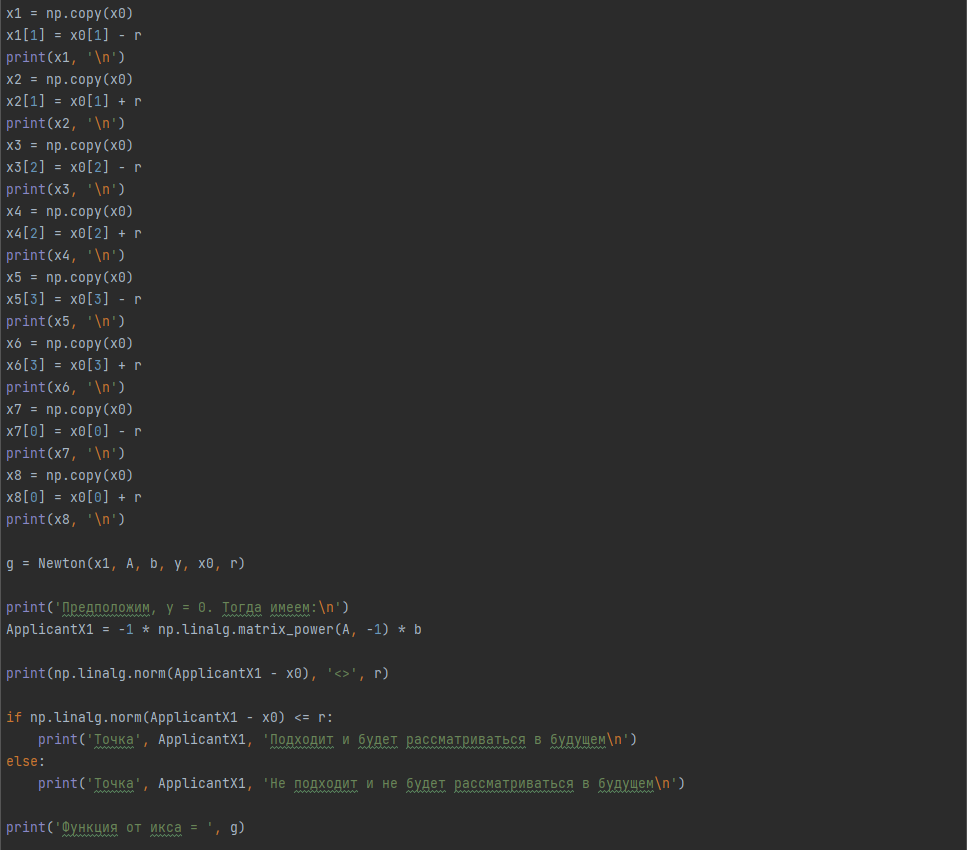 x1 = np.copy(x0)
x1[1] = x0[1] - r
print(x1, '\n')
x2 = np.copy(x0)
x2[1] = x0[1] + r
print(x2, '\n')
x3 = np.copy(x0)
x3[2] = x0[2] - r
print(x3, '\n')
x4 = np.copy(x0)
x4[2] = x0[2] + r
print(x4, '\n')
x5 = np.copy(x0)
x5[3] = x0[3] - r
print(x5, '\n')
x6 = np.copy(x0)
x6[3] = x0[3] + r
print(x6, '\n')
x7 = np.copy(x0)
x7[0] = x0[0] - r
print(x7, '\n')
x8 = np.copy(x0)
x8[0] = x0[0] + r
print(x8, '\n')
g = Newton(x1, A, b, y, x0, r)
print('Предположим, y = 0. Тогда имеем:\n')
ApplicantX1 = -1 * np.linalg.matrix_power(A, -1) * b
print(np.linalg.norm(ApplicantX1 - x0), '<>', r)
if np.linalg.norm(ApplicantX1 - x0) <= r:
    print('Точка', ApplicantX1, 'Подходит и будет рассматриваться в будущем\n')
else:
    print('Точка', ApplicantX1, 'Не подходит и не будет рассматриваться в будущем\n')
print('Функция от икса = ', g)